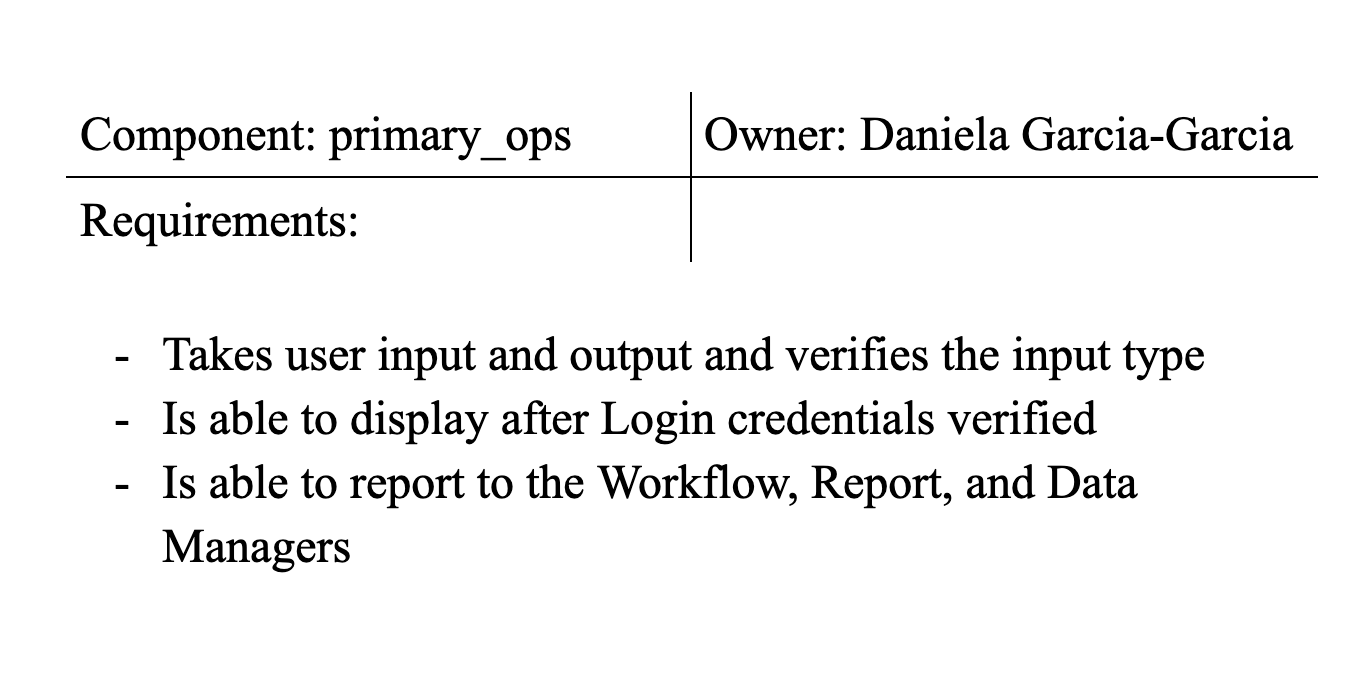 Component: primary_ops
Owner: Daniela Garcia-Garcia
Requirements:
- Takes user input and output and verifies the input type
- Is able to display after Login credentials verified
- Is able to report to the Workflow, Report, and Data
Managers